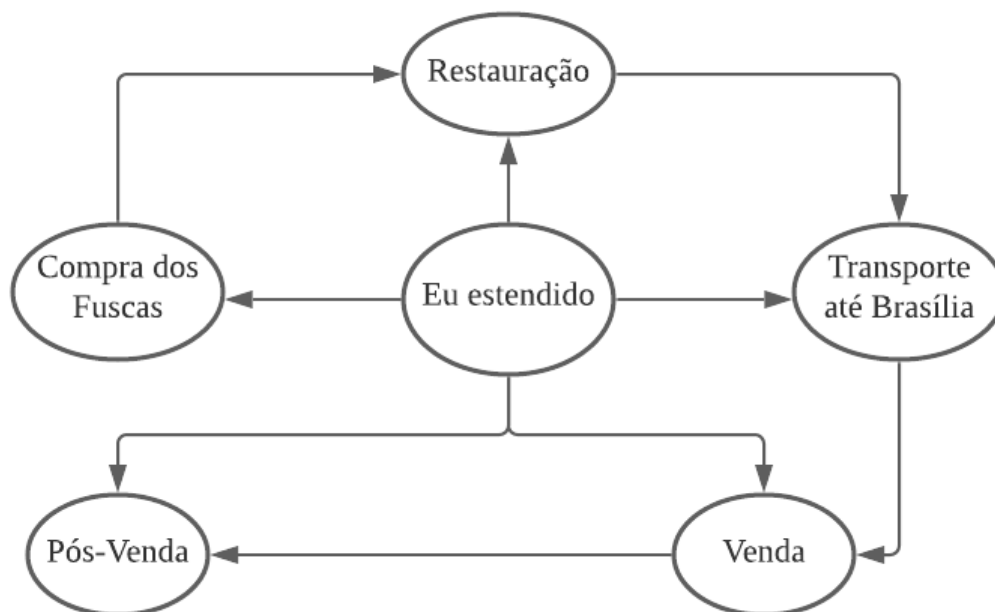 Restauração
Compra dos
Fuscas
Eu estendido
Transporte
até Brasília
Pós-Venda
Venda